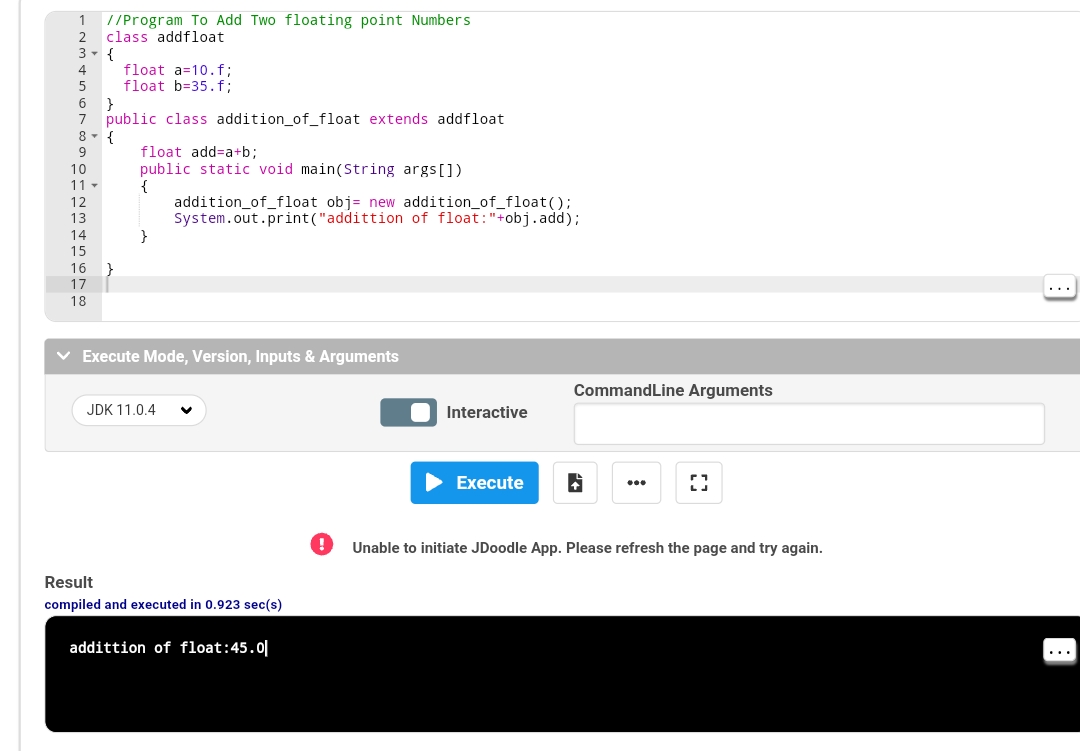 1 //Program To Add Two floating point Numbers
2 class addfloat
3 {
4 float a=10.f;
5 float b=35.f;
6 }
7 public class addition_of_float extends addfloat
8 {
9 float add=a+b;
10 public static void main(String args[])
11 {
12 addition_of_float obj= new addition_of_float();
13 System.out.print("addittion of float:"+obj.add);
14 }
15
16 }
17
...
18
Execute Mode, Version, Inputs & Arguments
CommandLine Arguments
JDK 11.0.4 Interactive
Execute •••
Unable to initiate JDoodle App. Please refresh the page and try again.
Result
compiled and executed in 0.923 sec(s)
addittion of float:45.0
...